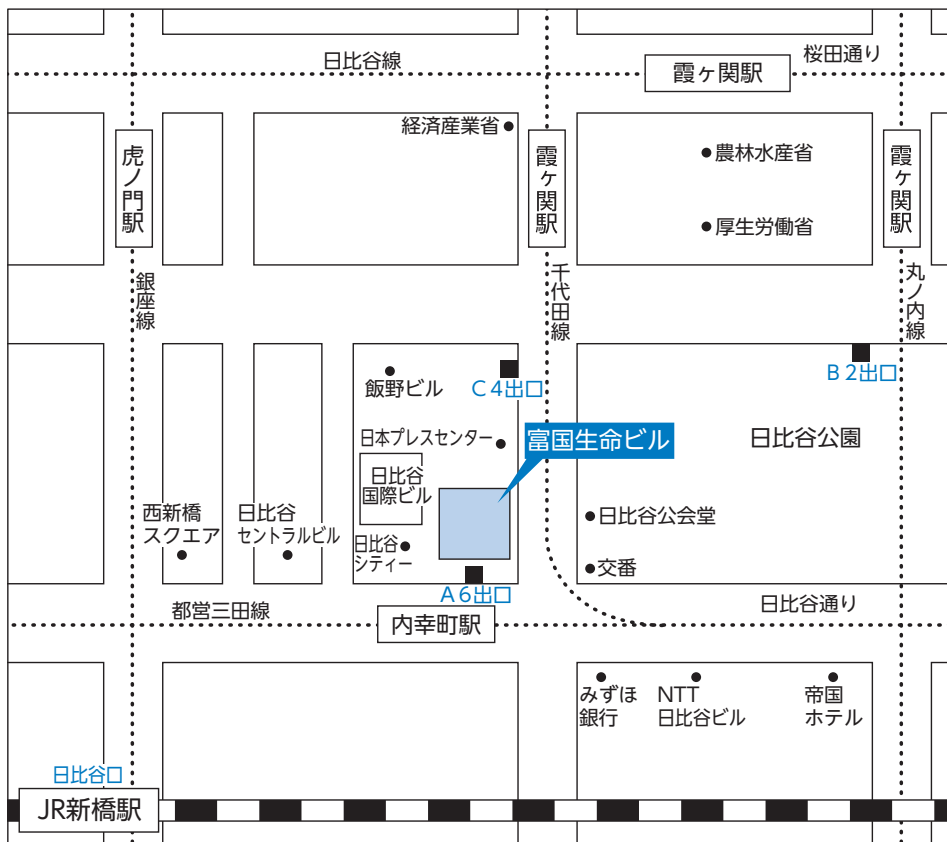 日比谷線
桜田通り
霞ヶ関駅
経済産業省
虎ノ門駅
霞ヶ関駅
農林水産省
霞ヶ関駅
厚生労働省
銀座線
千代田線
丸ノ内線
飯野ビル
C4出口
B2出口
日本プレスセンター
富国生命ビル
日比谷公園
日比谷
国際ビル
西新橋
スクエア
日比谷
セントラルビル
日比谷
シティー
日比谷公会堂
交番
A6出口
都営三田線
内幸町駅
日比谷通り
みずほ
銀行
NTT
日比谷ビル
帝国
ホテル
日比谷口
JR新橋駅